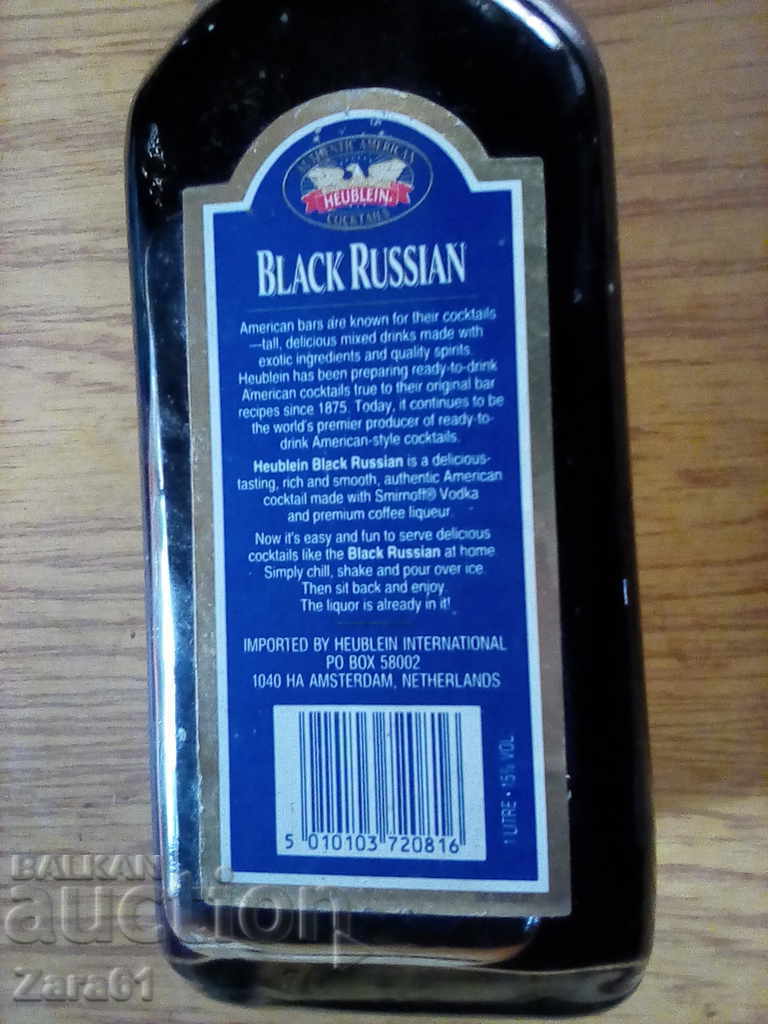 AUTHENTIC AMERICAN
HEUBLEIN
COCKTAILS
BLACK RUSSIAN
American bars are known for their cocktails
—tall, delicious mixed drinks made with
exotic ingredients and quality spirits.
Heublein has been preparing ready-to-drink
American cocktails true to their original bar
recipes since 1875. Today, it continues to be
the world's premier producer of ready-to-
drink American-style cocktails.
Heublein Black Russian is a delicious-
tasting, rich and smooth, authentic American
cocktail made with Smirnoff® Vodka
and premium coffee liqueur.
Now it's easy and fun to serve delicious
cocktails like the Black Russian at home.
Simply chill, shake and pour over ice.
Then sit back and enjoy.
The liquor is already in it!
IMPORTED BY HEUBLEIN INTERNATIONAL
PO BOX 58002
1040 HA AMSTERDAM, NETHERLANDS
1 LITRE • 15% VOL.
5 010103 720816
BALKAN
auction
Zara61